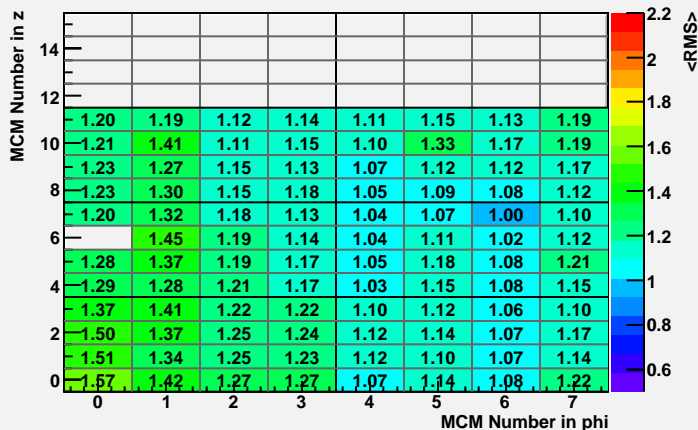 2.2
14 2 <RMS>
MCM Number in z
1.8
12
1.20 1.19 1.12 1.14 1.11 1.15 1.13 1.19 1.6
10 1.21 1.41 1.11 1.15 1.10 1.33 1.17 1.19
1.23 1.27 1.15 1.13 1.07 1.12 1.12 1.17
8 1.23 1.30 1.15 1.18 1.05 1.09 1.08 1.12 1.4
1.20 1.32 1.18 1.13 1.04 1.07 1.00 1.10
6 1.45 1.19 1.14 1.04 1.11 1.02 1.12 1.2
1.28 1.37 1.19 1.17 1.05 1.18 1.08 1.21
4 1.29 1.28 1.21 1.17 1.03 1.15 1.08 1.15 1
1.37 1.41 1.22 1.22 1.10 1.12 1.06 1.10
2 1.50 1.37 1.25 1.24 1.12 1.14 1.07 1.17 0.8
1.51 1.34 1.25 1.23 1.12 1.10 1.07 1.14 0.6
0 1.57 1.42 1.27 1.27 1.07 1.14 1.08 1.22
0 1 2 3 4 5 6 7
MCM Number in phi